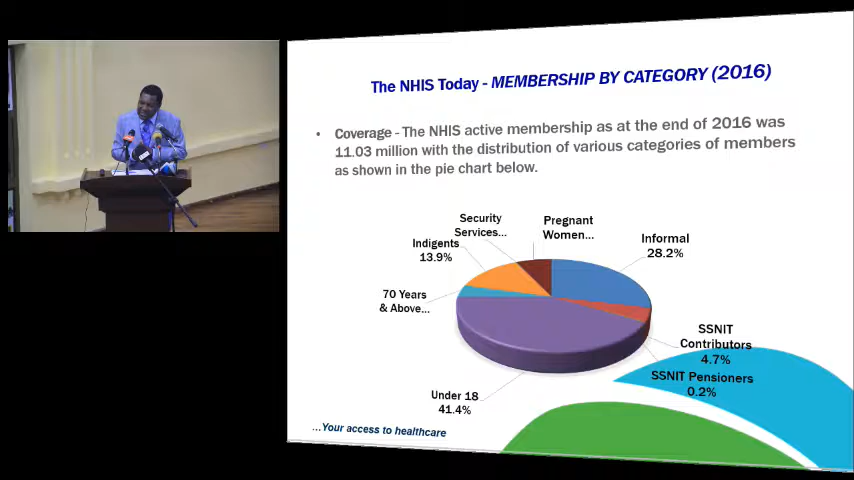 The NHIS Today - MEMBERSHIP BY CATEGORY (2016)
• Coverage - The NHIS active membership as at the end of 2016 was
11.03 million with the distribution of various categories of members
as shown in the pie chart below.
Security
Services...
Pregnant
Women...
Indigents
13.9%
Informal
28.2%
70 Years
& Above...
SSNIT
Contributors
4.7%
SSNIT Pensioners
0.2%
Under 18
41.4%
...Your access to healthcare